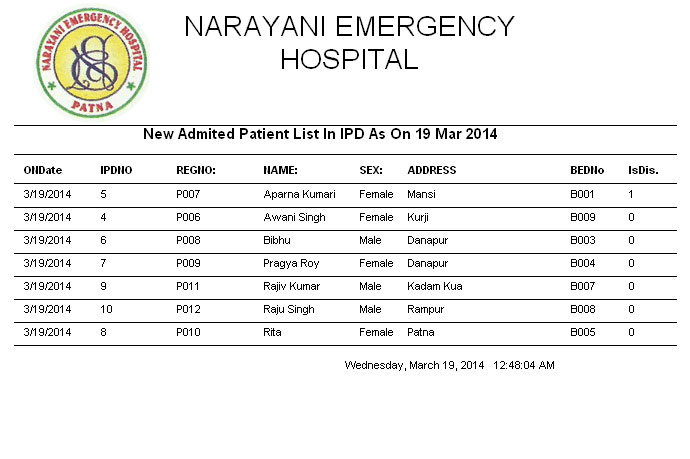 NARAYANI EMERGENCY
HOSPITAL
NARAYANI EMERGENCY HOSPITAL
PATNA
New Admited Patient List In IPD As On 19 Mar 2014
ONDate IPDNO REGNO: NAME: SEX: ADDRESS BEDNo IsDis.
3/19/2014 5 P007 Aparna Kumari Female Mansi B001 1
3/19/2014 4 P006 Awani Singh Female Kurji B009 0
3/19/2014 6 P008 Bibhu Male Danapur B003 0
3/19/2014 7 P009 Pragya Roy Female Danapur B004 0
3/19/2014 9 P011 Rajiv Kumar Male Kadam Kua B007 0
3/19/2014 10 P012 Raju Singh Male Rampur B008 0
3/19/2014 8 P010 Rita Female Patna B005 0
Wednesday, March 19, 2014 12:48:04 AM